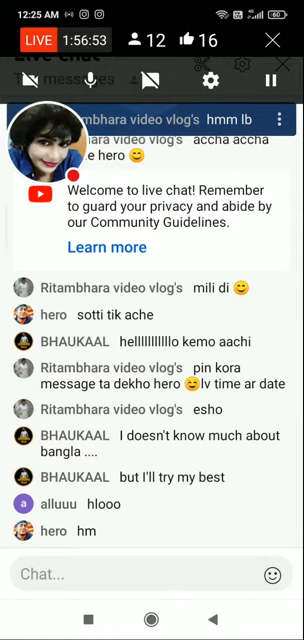 12:25 AM
4G
60
LIVE 1:56:53 12 16
Live chat
messages
mbhara video vlog's hmm lb
ara video vlog's accha accha
e hero 😊
Welcome to live chat! Remember
to guard your privacy and abide by
our Community Guidelines.
Learn more
Ritambhara video vlog's mili di 😊
hero sotti tik ache
BHAUKAAL helllllllllllo kemo aachi
Ritambhara video vlog's pin kora
message ta dekho hero 😊lv time ar date
Ritambhara video vlog's esho
BHAUKAAL I doesn't know much about
bangla ....
BHAUKAAL but I'll try my best
a alluuu hlooo
hero hm
Chat...